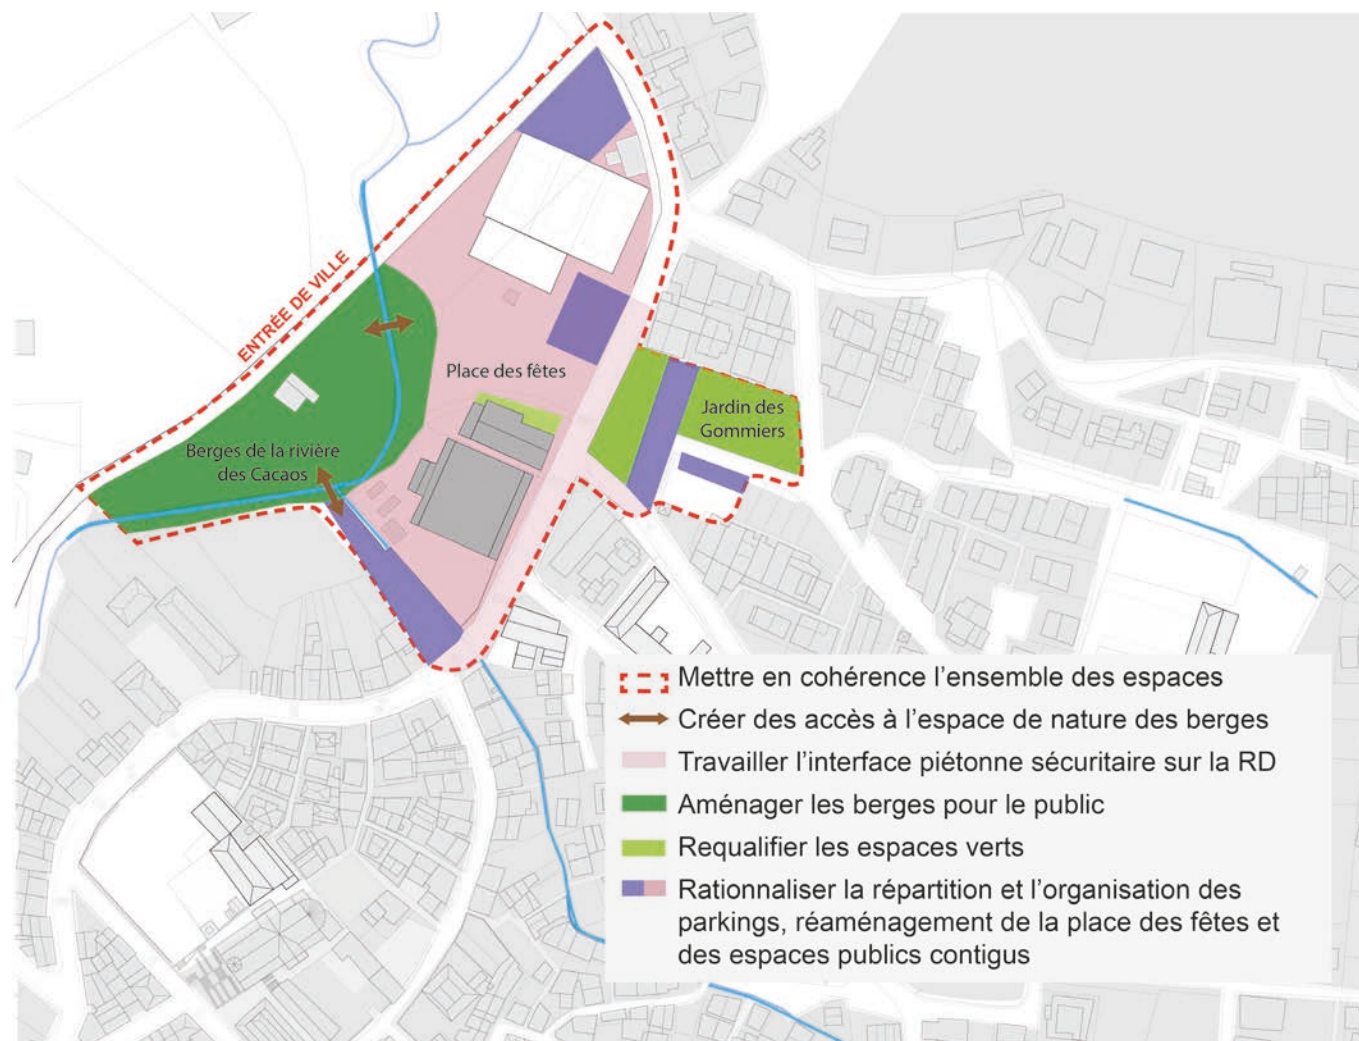 ENTRÉE DE VILLE
Place des fêtes
Jardin des
Gommiers
Berges de la rivière
des Cacaos
Mettre en cohérence l’ensemble des espaces
Créer des accès à l’espace de nature des berges
Travailler l’interface piétonne sécuritaire sur la RD
Aménager les berges pour le public
Requalifier les espaces verts
Rationnaliser la répartition et l’organisation des
parkings, réaménagement de la place des fêtes et
des espaces publics contigus